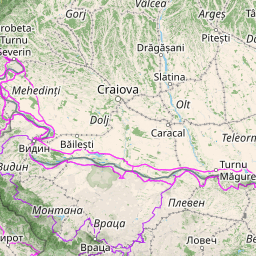 Gorj
Vâlcea
Argeș
robeta-
Turnu
Severin
Drăgășani
Pitești
Mehedinți
Slatina
Craiova
Olt
Dolj
Caracal
Teleorm
Видин
Băilești
Видин
Turnu
Măgure
Монтана
Враца
Плевен
Враца
Ловеч
ирот